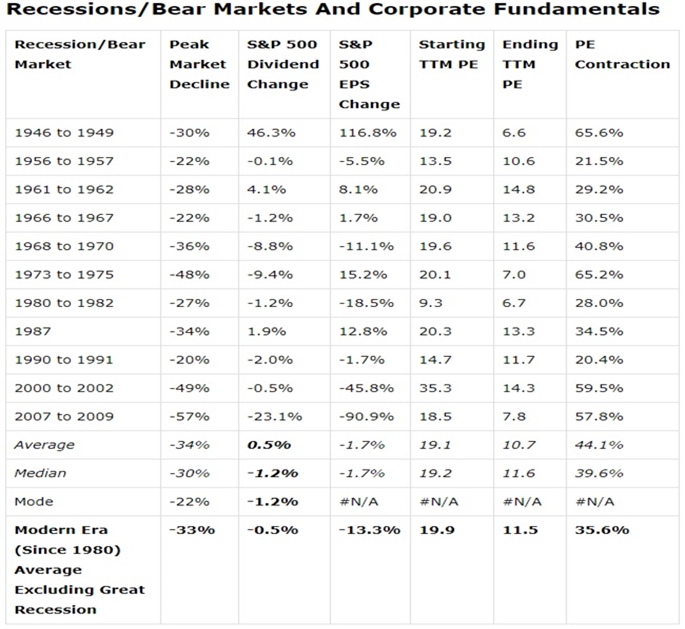 Recessions/Bear Markets And Corporate Fundamentals
Recession/Bear Market Peak Market Decline S&P 500 Dividend Change S&P 500 EPS Change Starting TTM PE Ending TTM PE PE Contraction
1946 to 1949 -30% 46.3% 116.8% 19.2 6.6 65.6%
1956 to 1957 -22% -0.1% -5.5% 13.5 10.6 21.5%
1961 to 1962 -28% 4.1% 8.1% 20.9 14.8 29.2%
1966 to 1967 -22% -1.2% 1.7% 19.0 13.2 30.5%
1968 to 1970 -36% -8.8% -11.1% 19.6 11.6 40.8%
1973 to 1975 -48% -9.4% 15.2% 20.1 7.0 65.2%
1980 to 1982 -27% -1.2% -18.5% 9.3 6.7 28.0%
1987 -34% 1.9% 12.8% 20.3 13.3 34.5%
1990 to 1991 -20% -2.0% -1.7% 14.7 11.7 20.4%
2000 to 2002 -49% -0.5% -45.8% 35.3 14.3 59.5%
2007 to 2009 -57% -23.1% -90.9% 18.5 7.8 57.8%
Average -34% 0.5% -1.7% 19.1 10.7 44.1%
Median -30% -1.2% -1.7% 19.2 11.6 39.6%
Mode -22% -1.2% #N/A #N/A #N/A #N/A
Modern Era (Since 1980) Average Excluding Great Recession -33% -0.5% -13.3% 19.9 11.5 35.6%